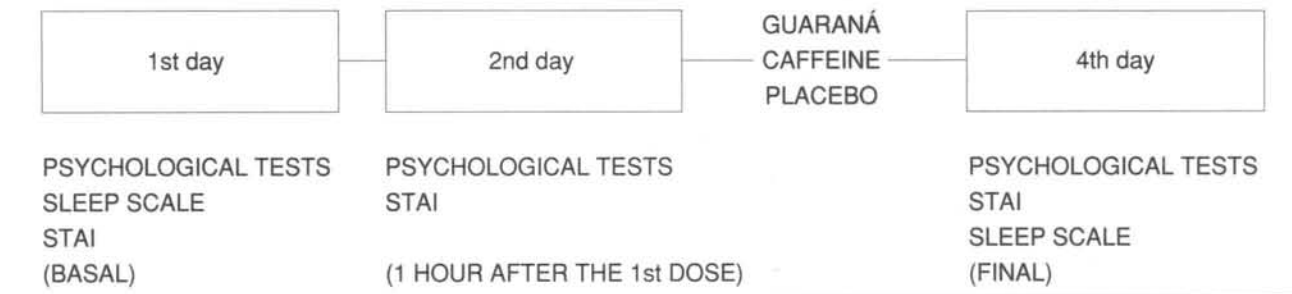 1st day
2nd day
GUARANÁ
CAFFEINE
PLACEBO
4th day
PSYCHOLOGICAL TESTS
SLEEP SCALE
STAI
(BASAL)
PSYCHOLOGICAL TESTS
STAI
(1 HOUR AFTER THE 1st DOSE)
PSYCHOLOGICAL TESTS
STAI
SLEEP SCALE
(FINAL)